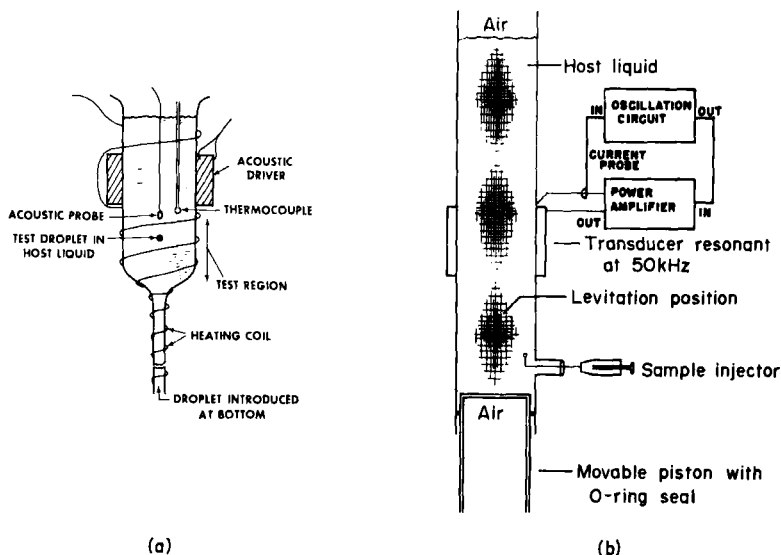 ACOUSTIC
DRIVER
ACOUSTIC PROBE
THERMOCOUPLE
TEST DROPLET IN
HOST LIQUID
TEST REGION
HEATING COIL
DROPLET INTRODUCED
AT BOTTOM
(a)
Air
Host liquid
IN
OSCILLATION
CIRCUIT
OUT
CURRENT
PROBE
POWER
AMPLIFIER
OUT
IN
Transducer resonant
at 50kHz
Levitation position
Sample injector
Air
Movable piston with
O-ring seal
(b)